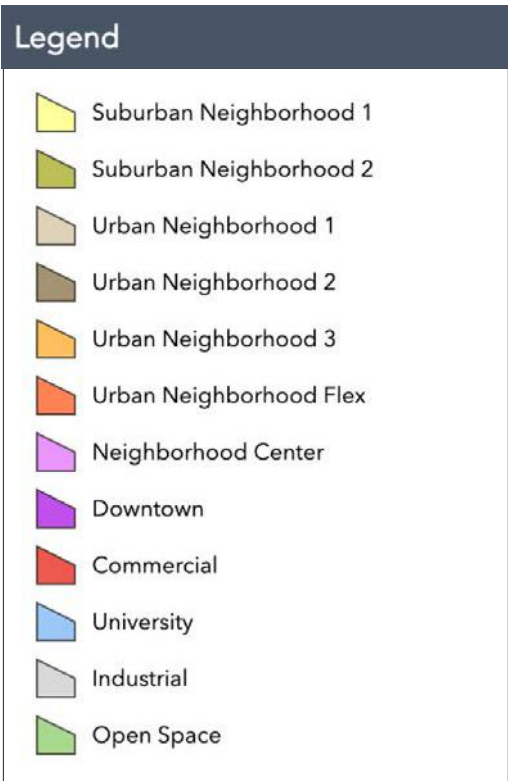 Legend
Suburban Neighborhood 1
Suburban Neighborhood 2
Urban Neighborhood 1
Urban Neighborhood 2
Urban Neighborhood 3
Urban Neighborhood Flex
Neighborhood Center
Downtown
Commercial
University
Industrial
Open Space